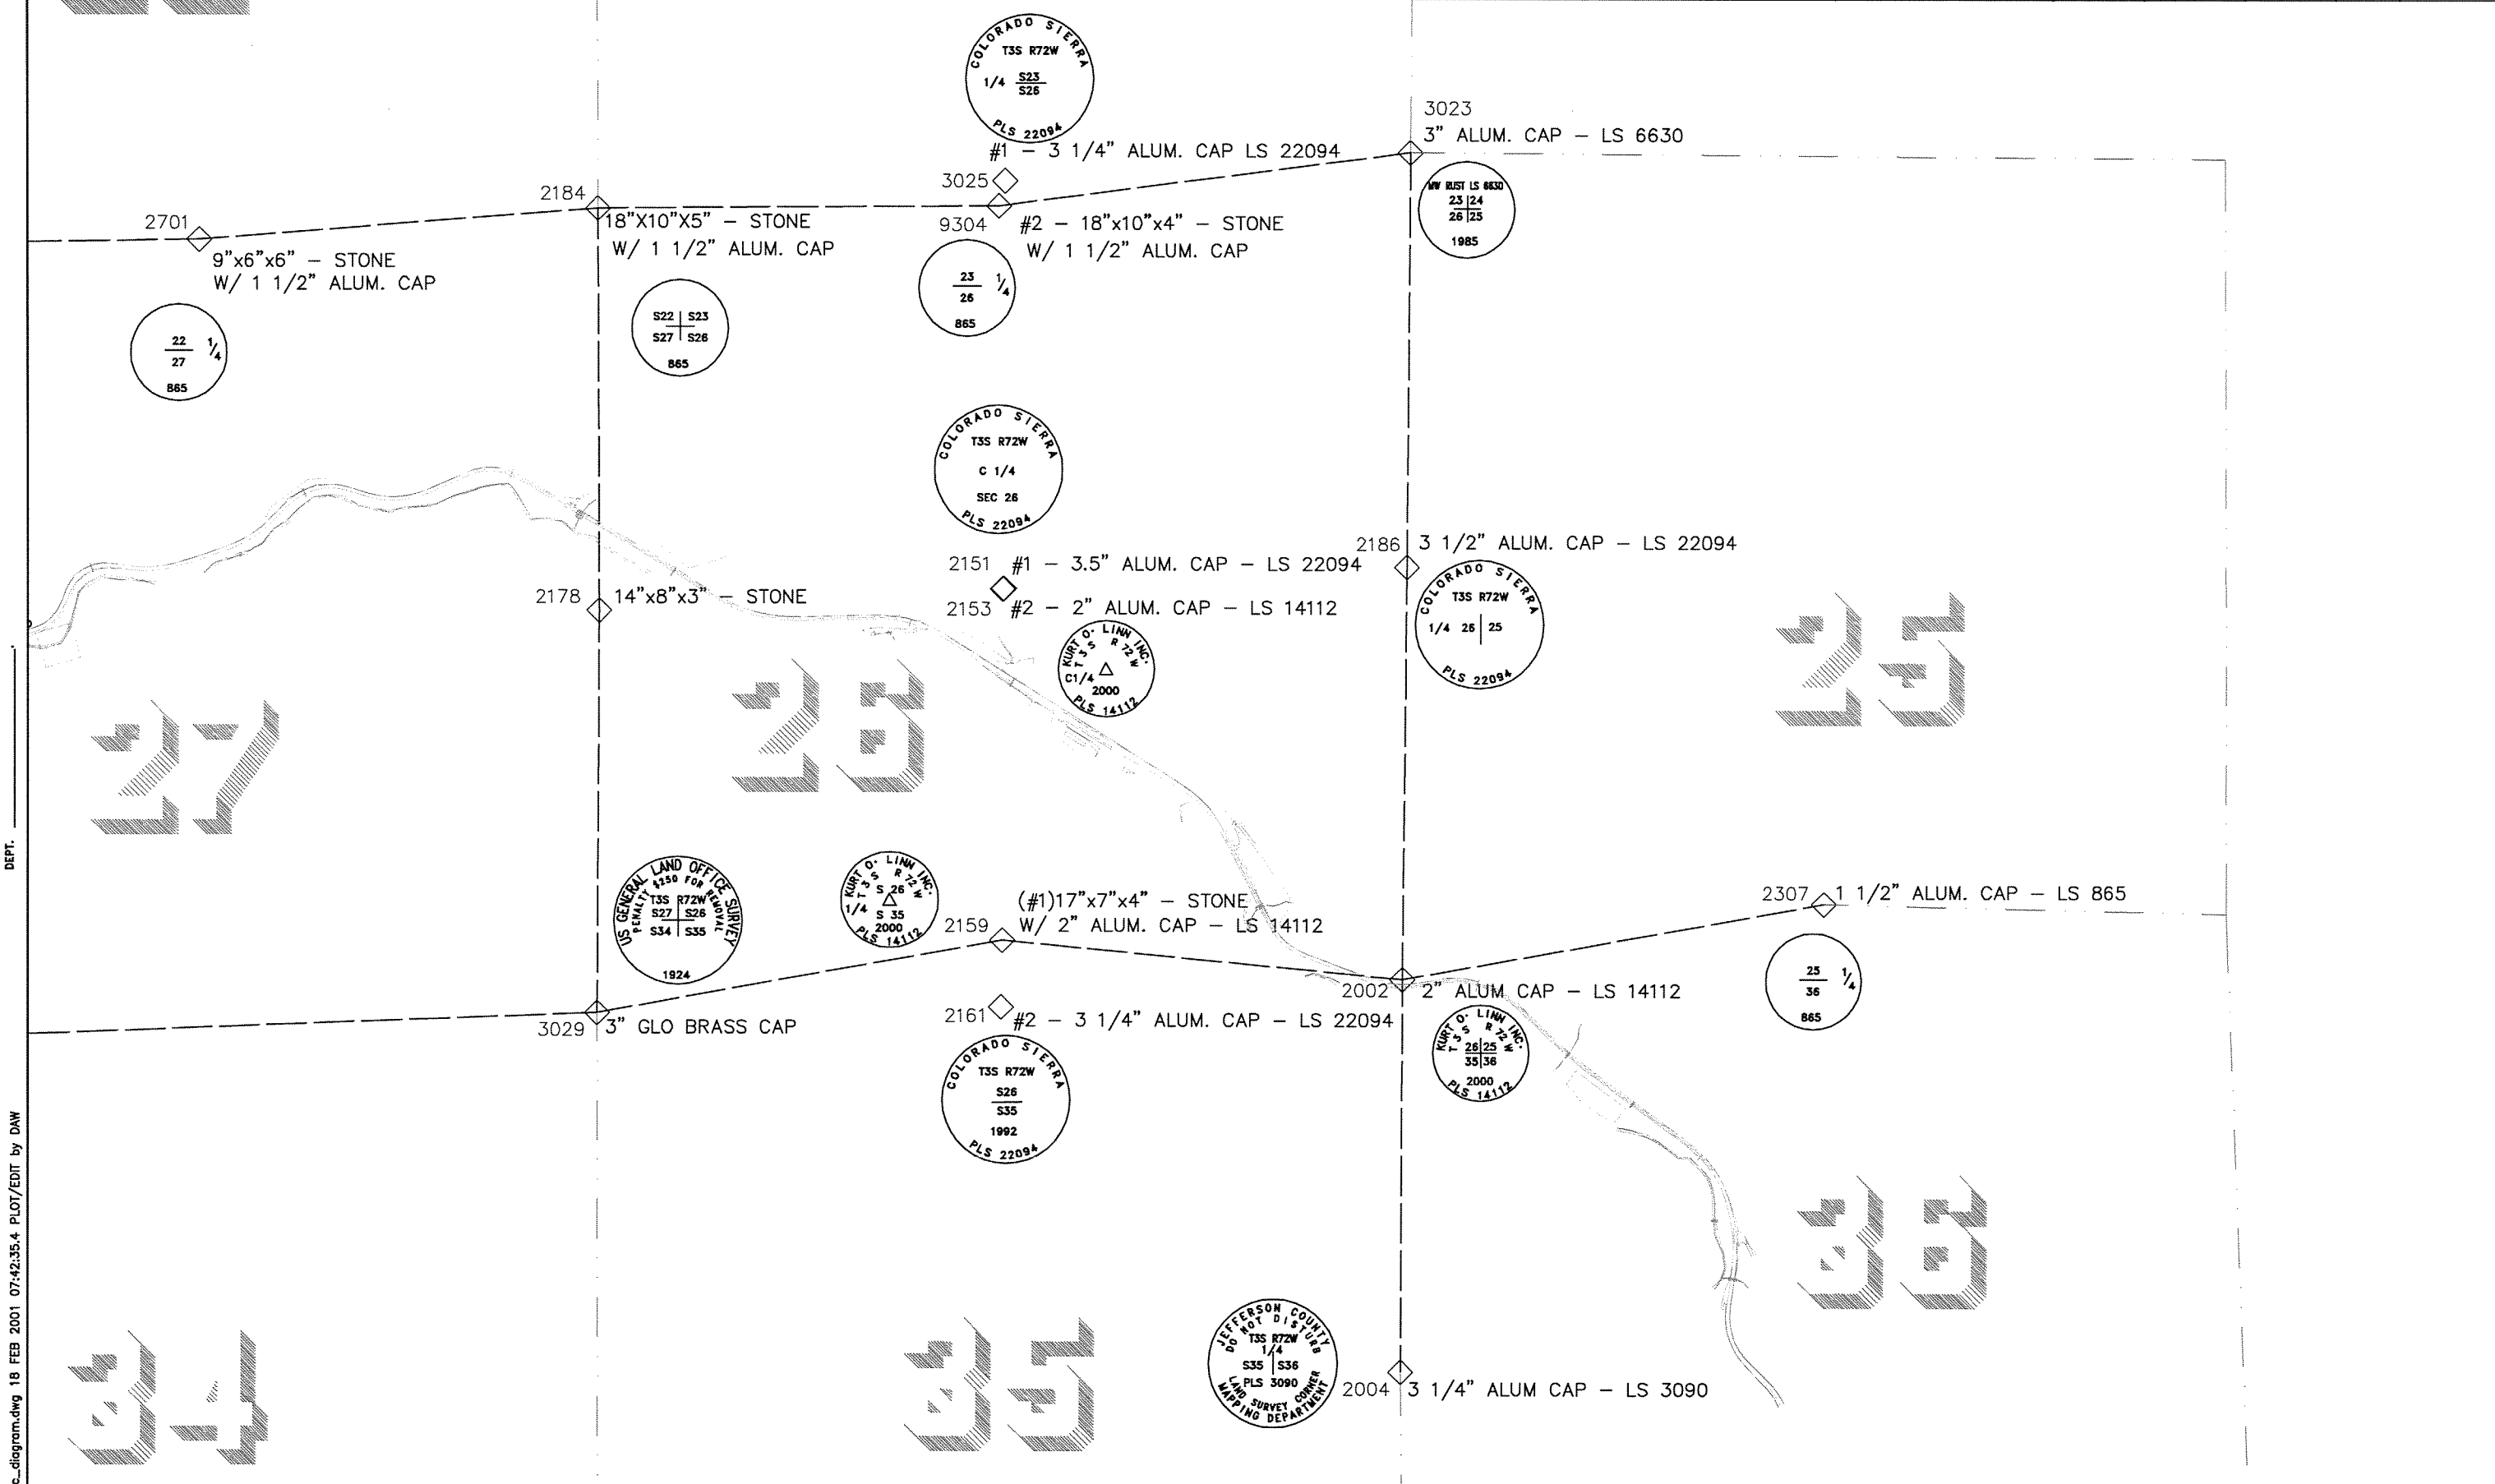 COLORADO SIERRA
T3S R72W
1/4 S23
S26
PLS 22094
#1 – 3 1/4" ALUM. CAP LS 22094
3025
3023
3" ALUM. CAP – LS 6630
MW RUST LS 6630
23 24
26 25
1985
2701
9"x6"x6" – STONE
W/ 1 1/2" ALUM. CAP
22 1/4
27
865
2184
18"X10"X5" – STONE
W/ 1 1/2" ALUM. CAP
S22 S23
S27 S26
865
9304
#2 – 18"x10"x4" – STONE
W/ 1 1/2" ALUM. CAP
23 1/4
26
865
COLORADO SIERRA
T3S R72W
C 1/4
SEC 26
PLS 22094
2151 #1 – 3.5" ALUM. CAP – LS 22094
2153 #2 – 2" ALUM. CAP – LS 14112
KURT O. LINN INC.
T 3 S R 72 W
C1/4
2000
PLS 14112
2186 3 1/2" ALUM. CAP – LS 22094
COLORADO SIERRA
T3S R72W
1/4 26 25
PLS 22094
2178 14"x8"x3" – STONE
27
26
25
US GENERAL LAND OFFICE SURVEY
PENALTY $250 FOR REMOVAL
T3S R72W
S27 S26
S34 S35
1924
3029 3" GLO BRASS CAP
KURT O. LINN INC.
T 3 S R 72 W
S 26
1/4
S 35
2000
PLS 14112
2159
(#1)17"x7"x4" – STONE
W/ 2" ALUM. CAP – LS 14112
2161 #2 – 3 1/4" ALUM. CAP – LS 22094
COLORADO SIERRA
T3S R72W
S26
S35
1992
PLS 22094
2002 2" ALUM CAP – LS 14112
KURT O. LINN INC.
T 3 S R 72 W
26 25
35 36
2000
PLS 14112
2307 1 1/2" ALUM. CAP – LS 865
25 1/4
36
865
34
35
36
JEFFERSON COUNTY
DO NOT DISTURB
T3S R72W
1/4
S35 S36
PLS 3090
LAND SURVEY CORNER
MAPPING DEPARTMENT
2004 3 1/4" ALUM CAP – LS 3090
DEPT.
c_diagram.dwg 18 FEB 2001 07:42:35.4 PLOT/EDIT by DAW